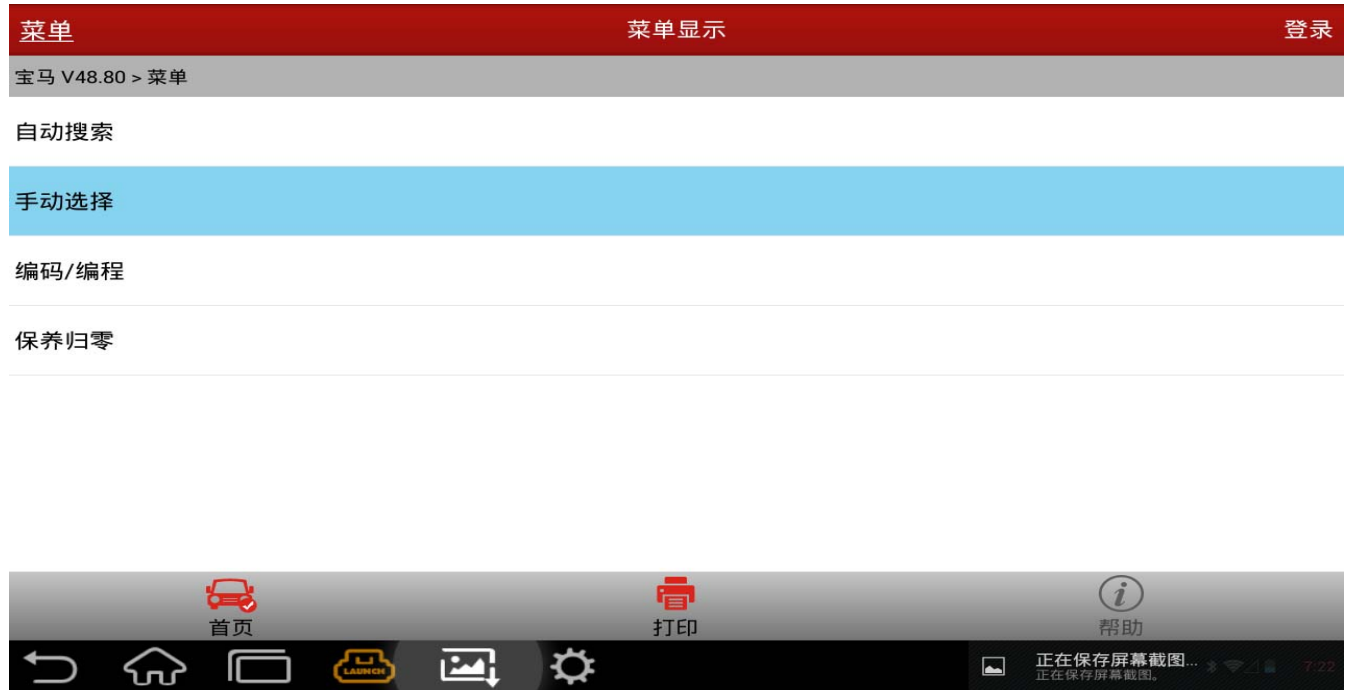 菜单 菜单显示 登录
宝马 V48.80 > 菜单
自动搜索
手动选择
编码/编程
保养归零
首页 打印 帮助
LAUNCH
正在保存屏幕截图... 7:22
正在保存屏幕截图。